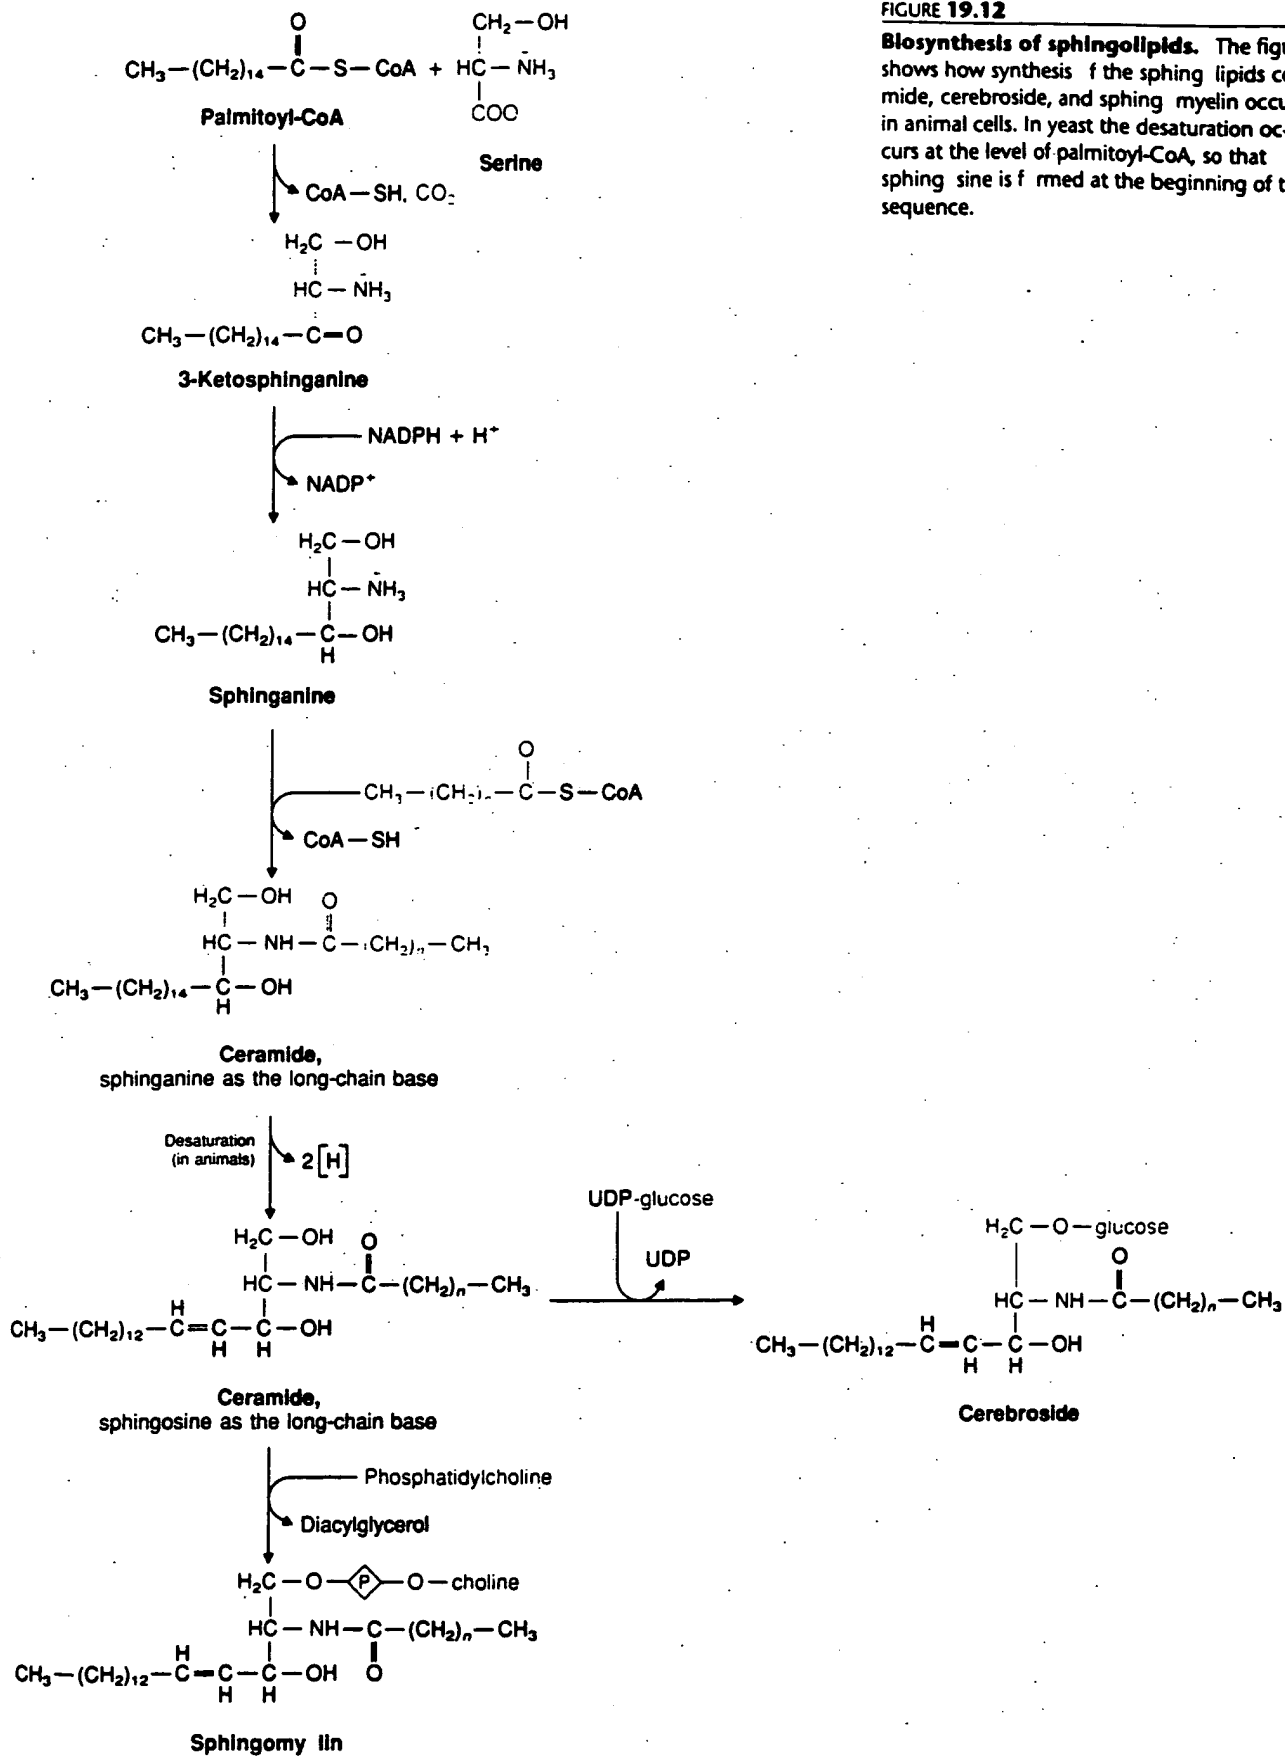 FIGURE 19.12
Biosynthesis of sphingolipids. The figu
shows how synthesis f the sphing lipids ce
mide, cerebroside, and sphing myelin occu
in animal cells. In yeast the desaturation oc-
curs at the level of palmitoyl-CoA, so that
sphing sine is f rmed at the beginning of t
sequence.
O
CH₂—OH
CH₃—(CH₂)₁₄—C—S—CoA + HC—NH₃
COO
Palmitoyl-CoA
Serine
CoA—SH, CO₂
H₂C—OH
HC—NH₃
CH₃—(CH₂)₁₄—C=O
3-Ketosphinganine
NADPH + H⁺
NADP⁺
H₂C—OH
HC—NH₃
CH₃—(CH₂)₁₄—C—OH
H
Sphinganine
O
CH₃—(CH₂)—C—S—CoA
CoA—SH
H₂C—OH O
HC—NH—C—(CH₂)ₙ—CH₃
CH₃—(CH₂)₁₄—C—OH
H
Ceramide,
sphinganine as the long-chain base
Desaturation
(in animals)
2[H]
H₂C—OH O
HC—NH—C—(CH₂)ₙ—CH₃
H
CH₃—(CH₂)₁₂—C=C—C—OH
H H
Ceramide,
sphingosine as the long-chain base
UDP-glucose
UDP
H₂C—O—glucose
O
HC—NH—C—(CH₂)ₙ—CH₃
H
CH₃—(CH₂)₁₂—C=C—C—OH
H H
Cerebroside
Phosphatidylcholine
Diacylglycerol
H₂C—O—P—O—choline
HC—NH—C—(CH₂)ₙ—CH₃
H
CH₃—(CH₂)₁₂—C=C—C—OH O
H H
Sphingomy lin